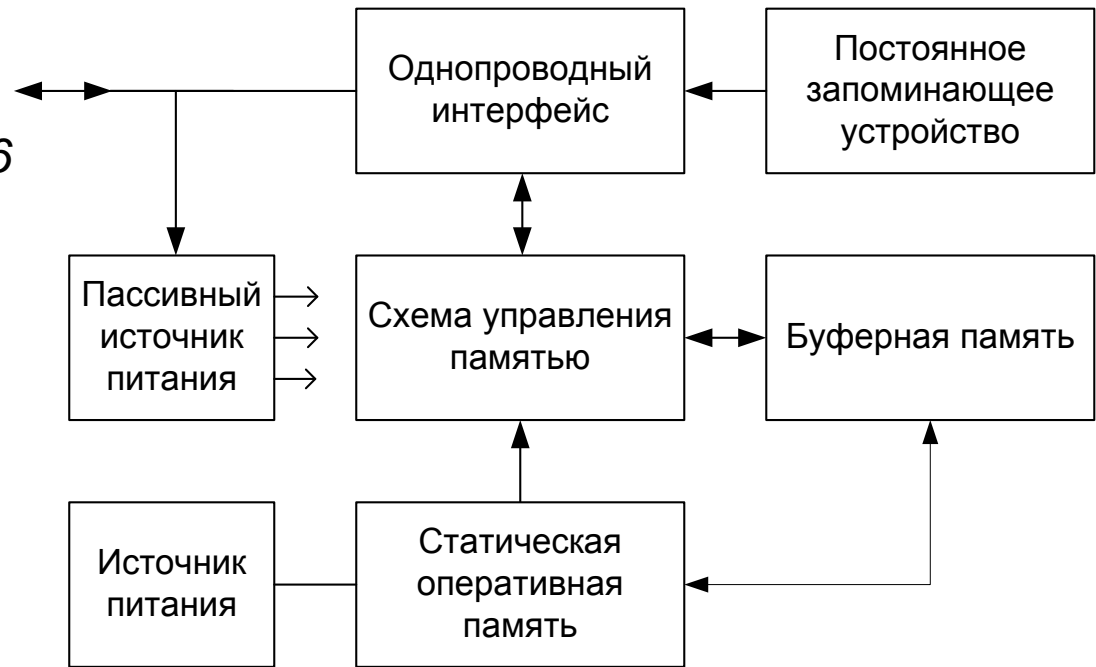 Однопроводный
интерфейс
Постоянное
запоминающее
устройство
б
Пассивный
источник
питания
Схема управления
памятью
Буферная память
Источник
питания
Статическая
оперативная
память